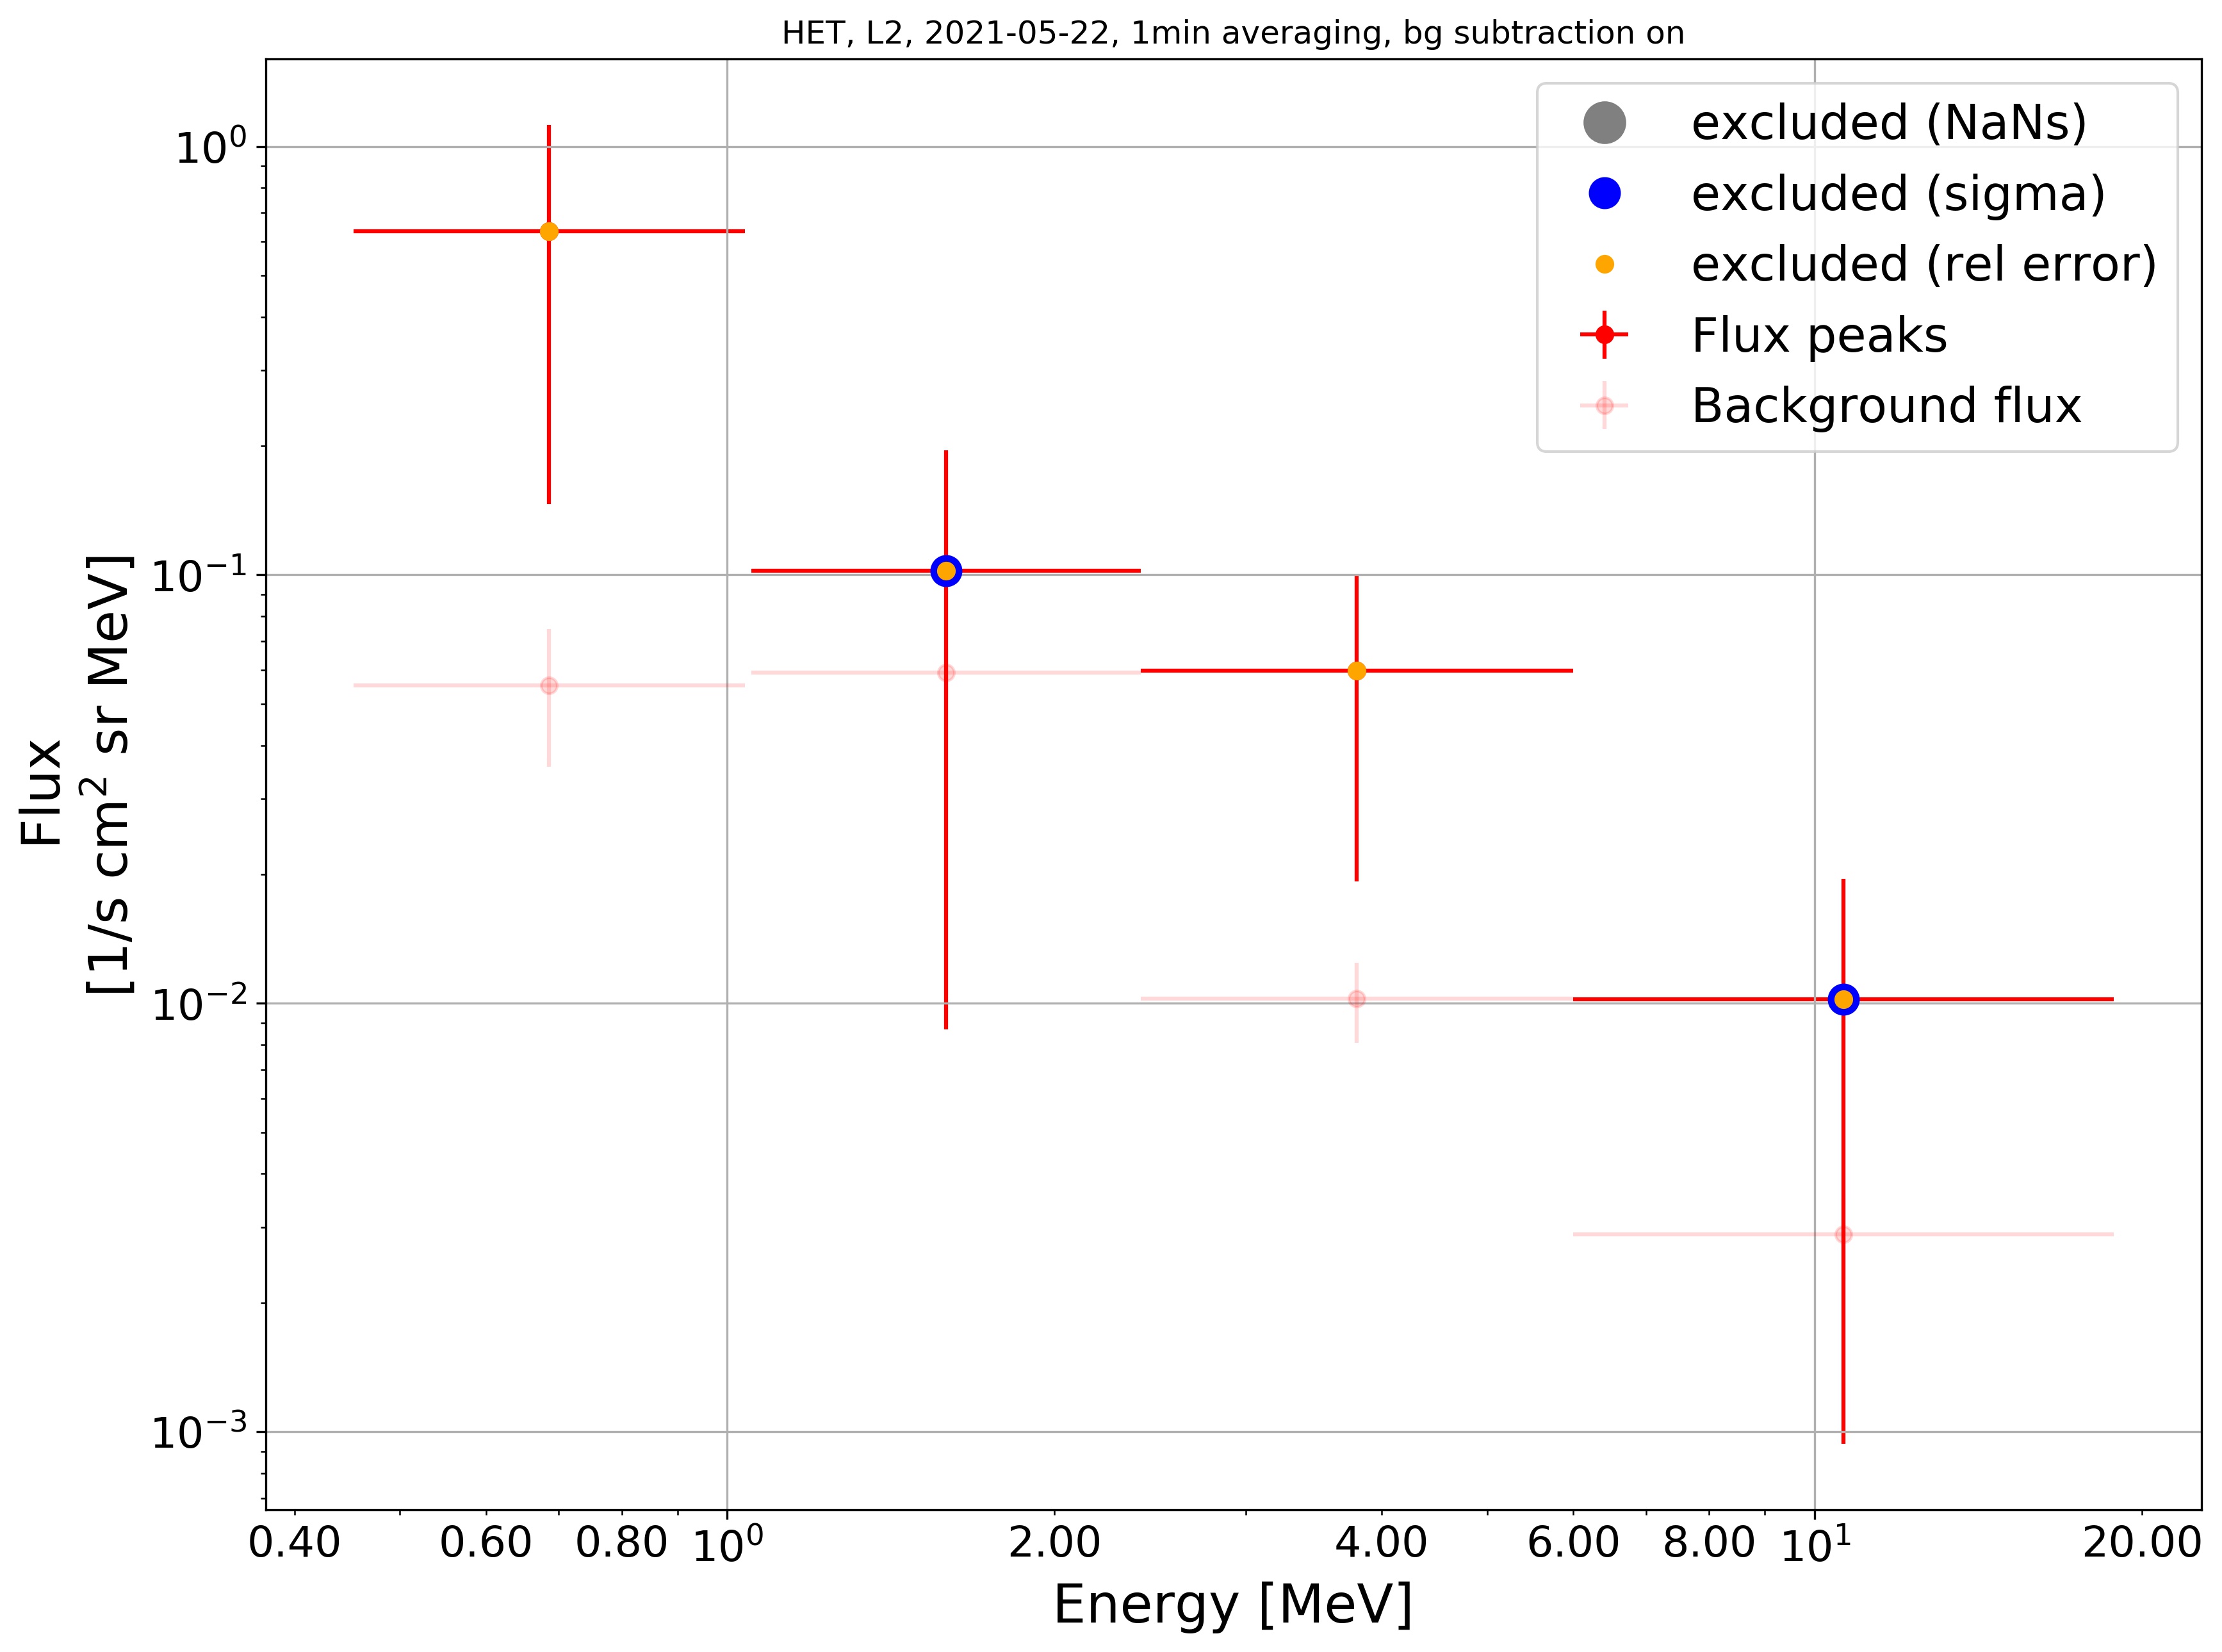 HET, L2, 2021-05-22, 1min averaging, bg subtraction on
excluded (NaNs)
excluded (sigma)
excluded (rel error)
Flux peaks
Background flux
10⁰
10⁻¹
10⁻²
10⁻³
Flux
[1/s cm² sr MeV]
0.40 0.60 0.80 10⁰ 2.00 4.00 6.00 8.00 10¹ 20.00
Energy [MeV]